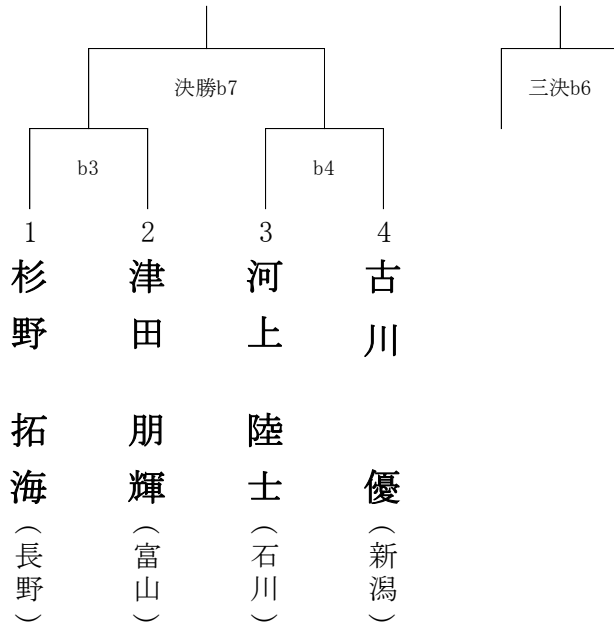 決勝b7
三決b6
b3
b4
1
2
3
4
杉野 拓海(長野)
津田 朋輝(富山)
河上 陸士(石川)
古川 優(新潟)